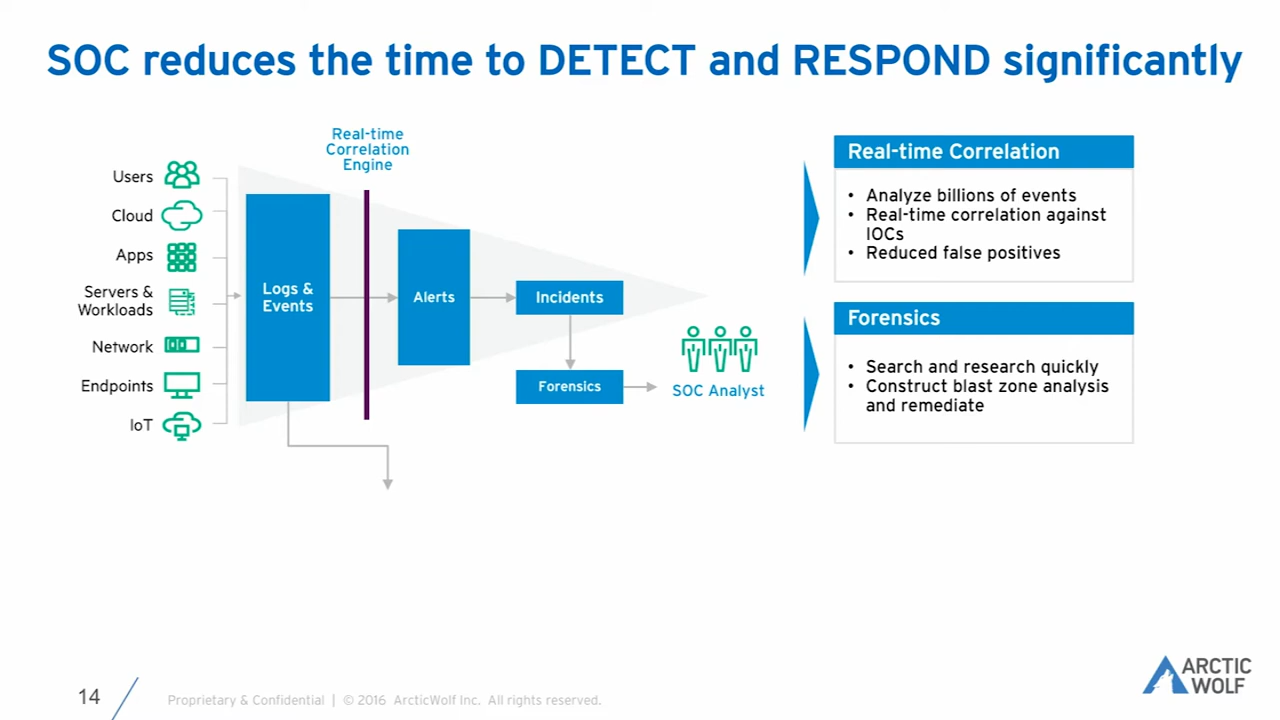 SOC reduces the time to DETECT and RESPOND significantly
Real-time
Correlation
Engine
Users
Cloud
Apps
Servers &
Workloads
Network
Endpoints
IoT
Logs &
Events
Alerts
Incidents
Forensics
SOC Analyst
Real-time Correlation
• Analyze billions of events
• Real-time correlation against
IOCs
• Reduced false positives
Forensics
• Search and research quickly
• Construct blast zone analysis
and remediate
14
Proprietary & Confidential | © 2016 ArcticWolf Inc. All rights reserved.
ARCTIC
WOLF